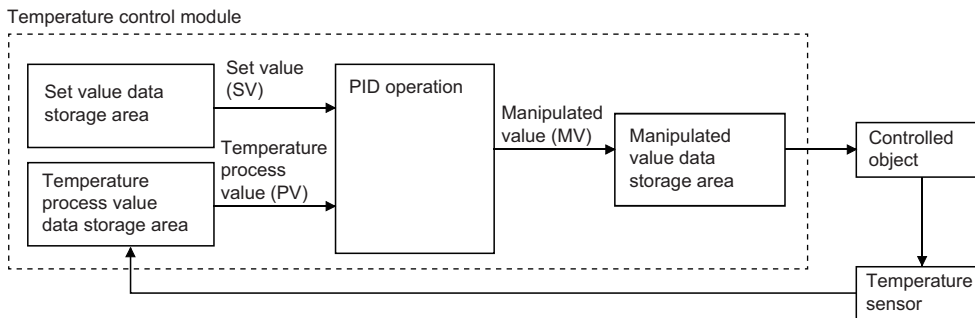 Temperature control module
Set value data
storage area
Set value
(SV)
PID operation
Temperature
process
value (PV)
Temperature
process value
data storage area
Manipulated
value (MV)
Manipulated
value data
storage area
Controlled
object
Temperature
sensor